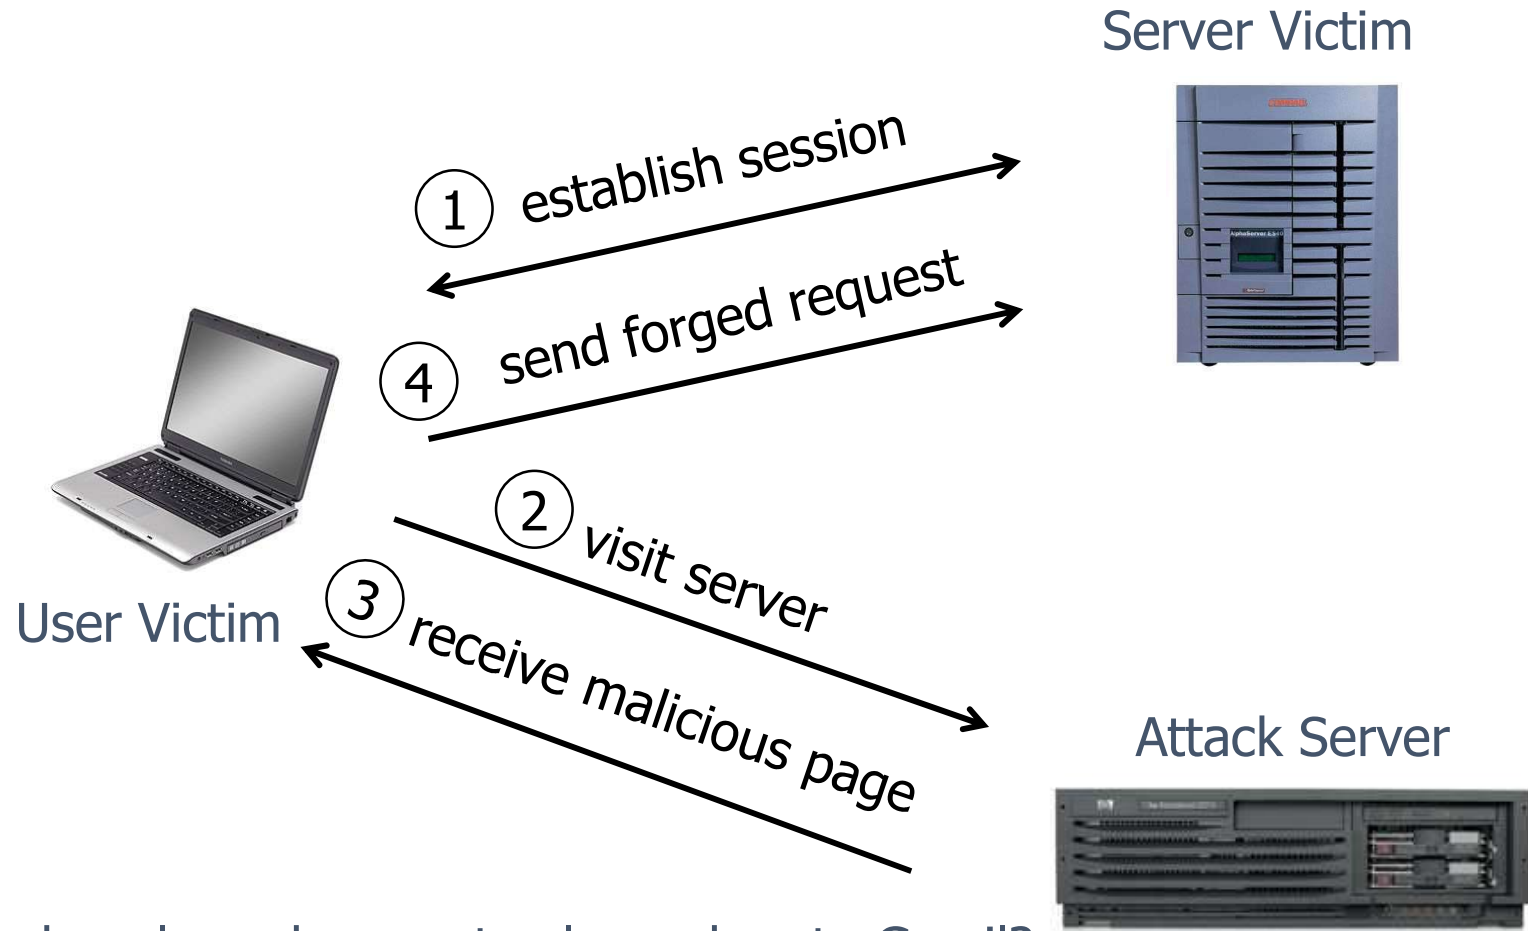 Server Victim
1 establish session
4 send forged request
2 visit server
User Victim
3 receive malicious page
Attack Server